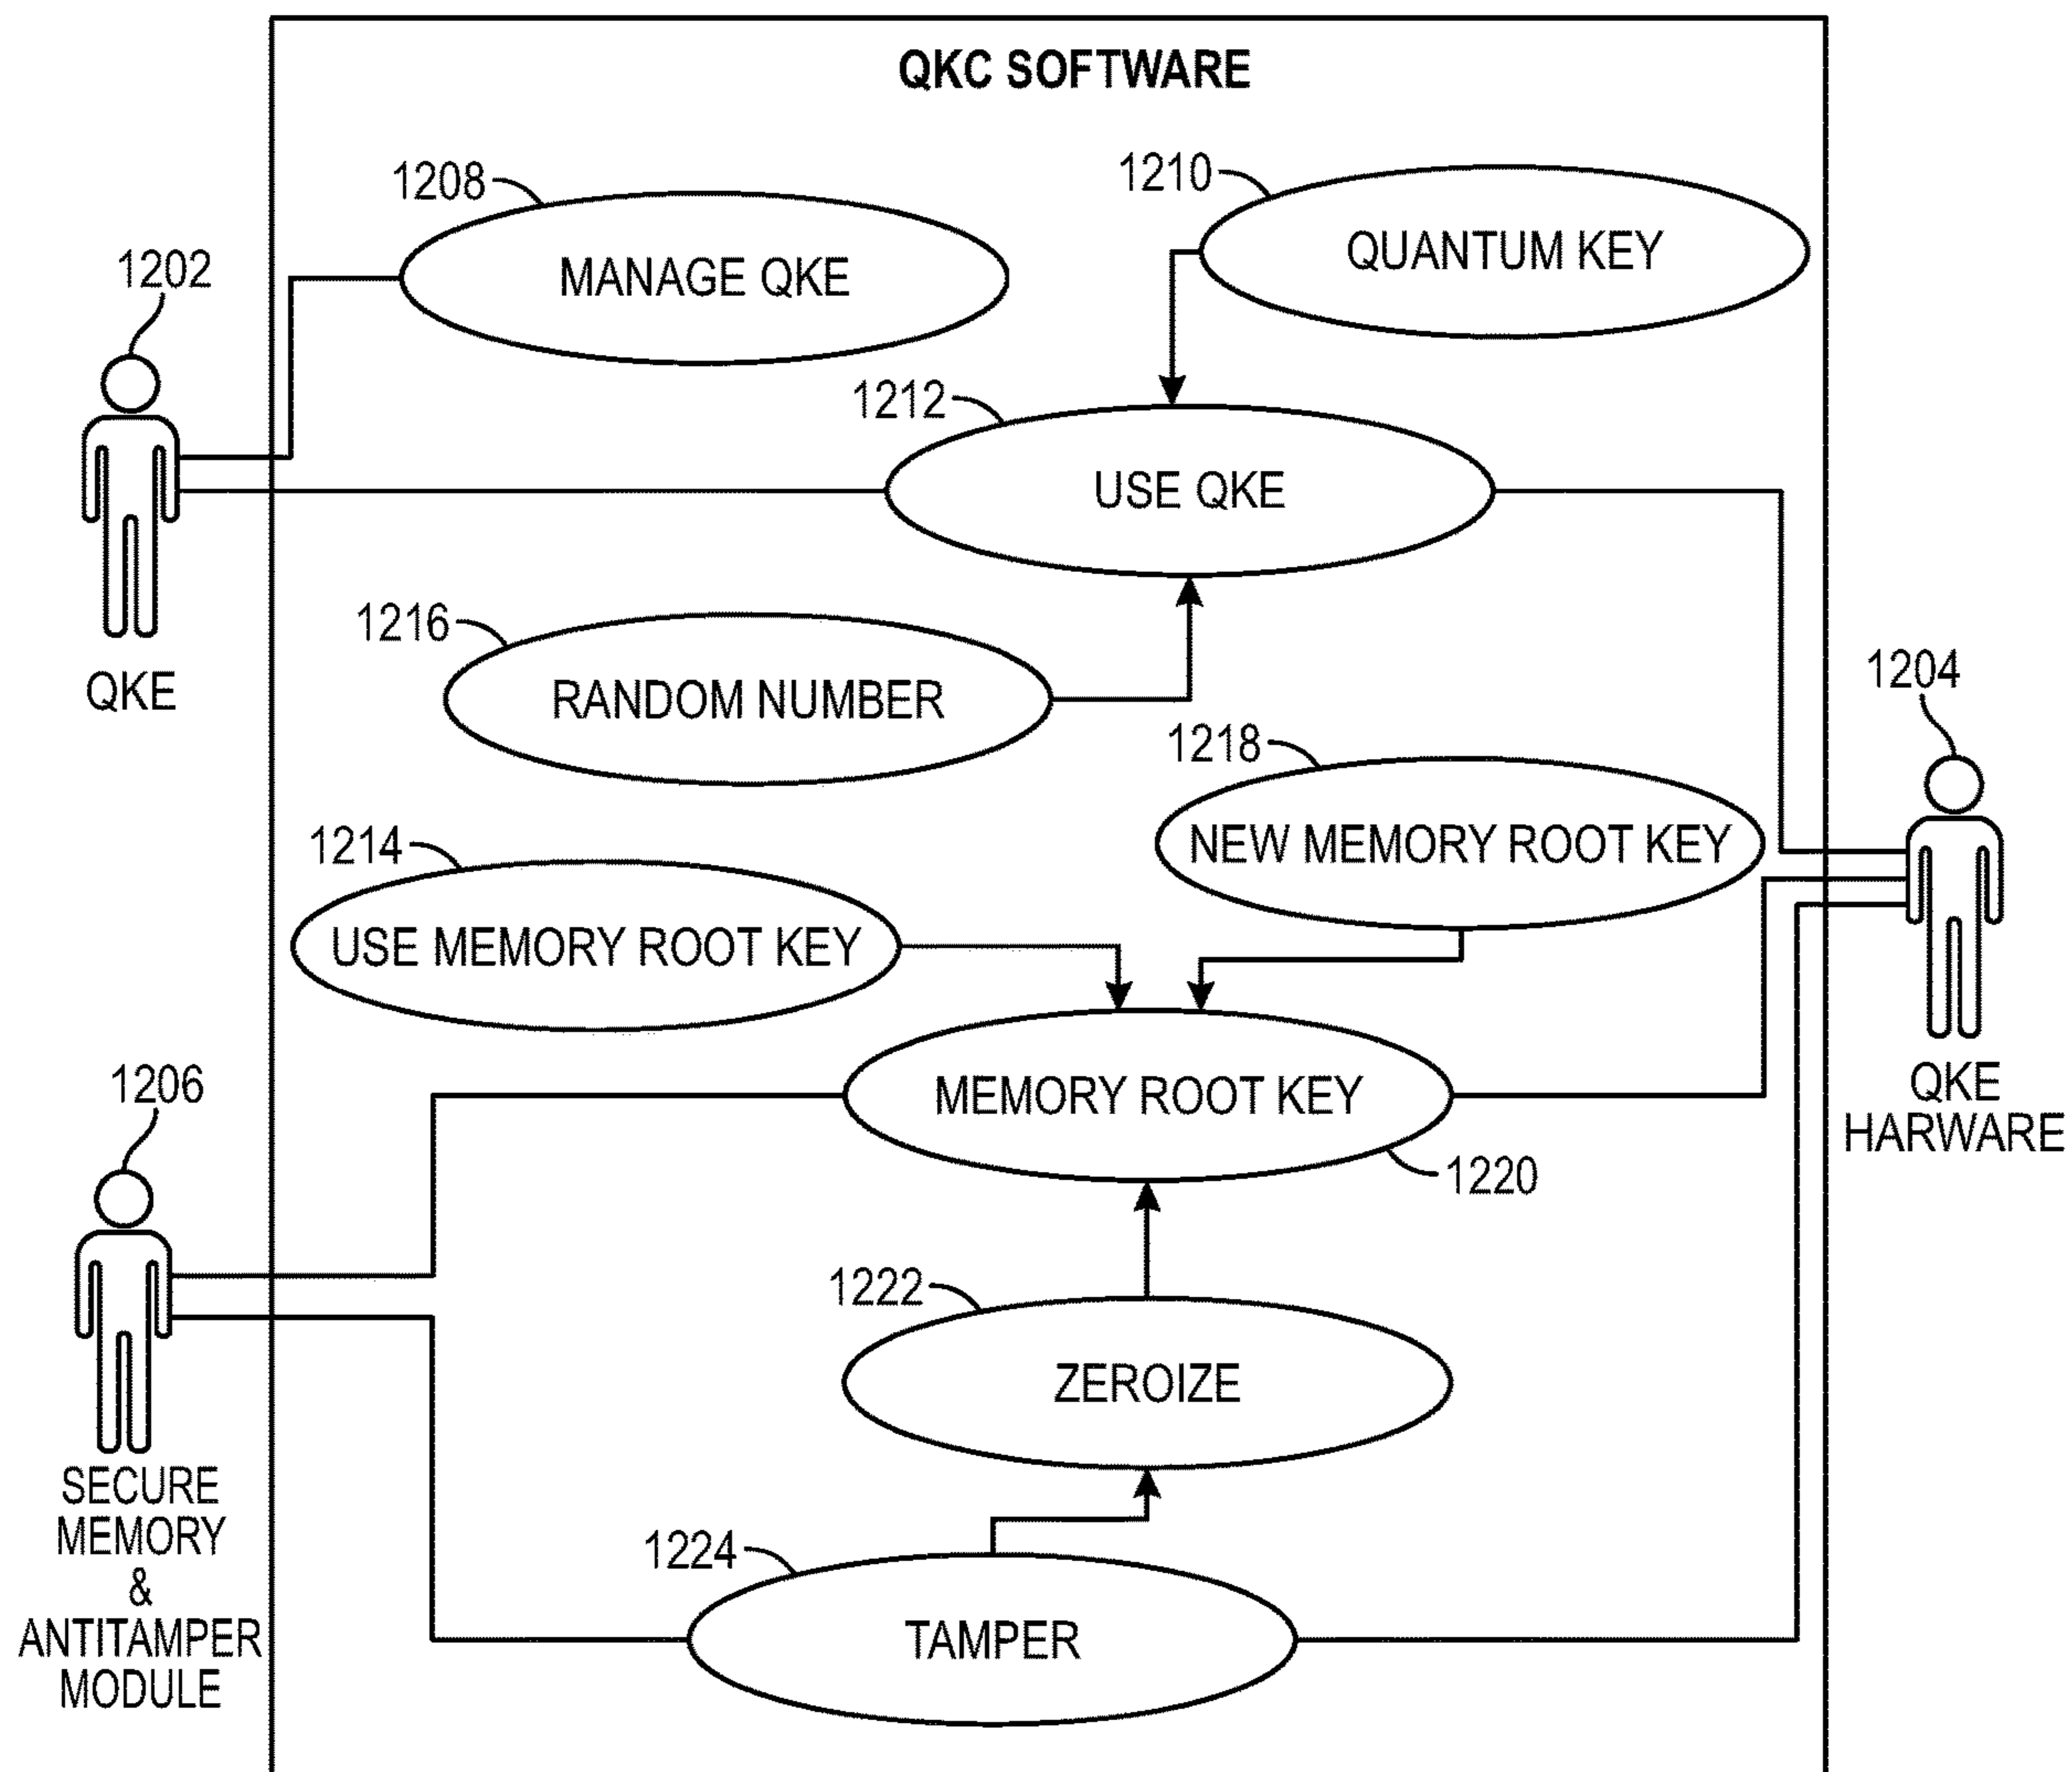 QKC SOFTWARE
1208
1210
QUANTUM KEY
MANAGE QKE
1202
1212
USE QKE
1216
QKE
RANDOM NUMBER
1204
1218
NEW MEMORY ROOT KEY
1214
USE MEMORY ROOT KEY
1206
MEMORY ROOT KEY
QKE
HARWARE
1220
1222
ZEROIZE
SECURE
MEMORY
&
ANTITAMPER
MODULE
1224
TAMPER